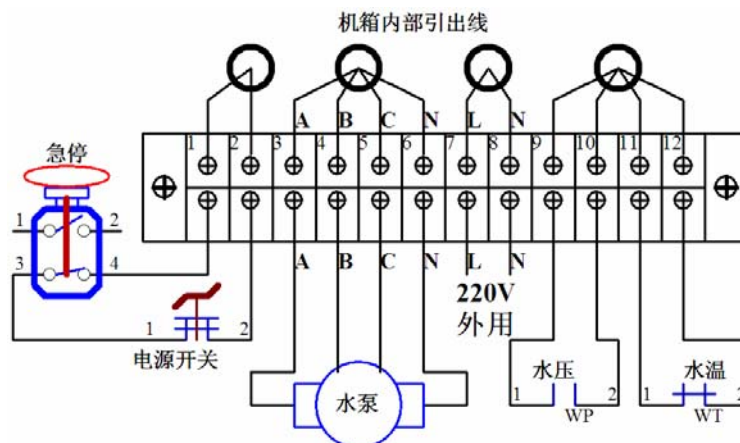 机箱内部引出线
A B C N L N
1 2 3 4 5 6 7 8 9 10 11 12
急停
1 2
3 4
A B C N L N
220V
外用
1 2
电源开关
水泵
水压
1 2
WP
水温
1 2
WT